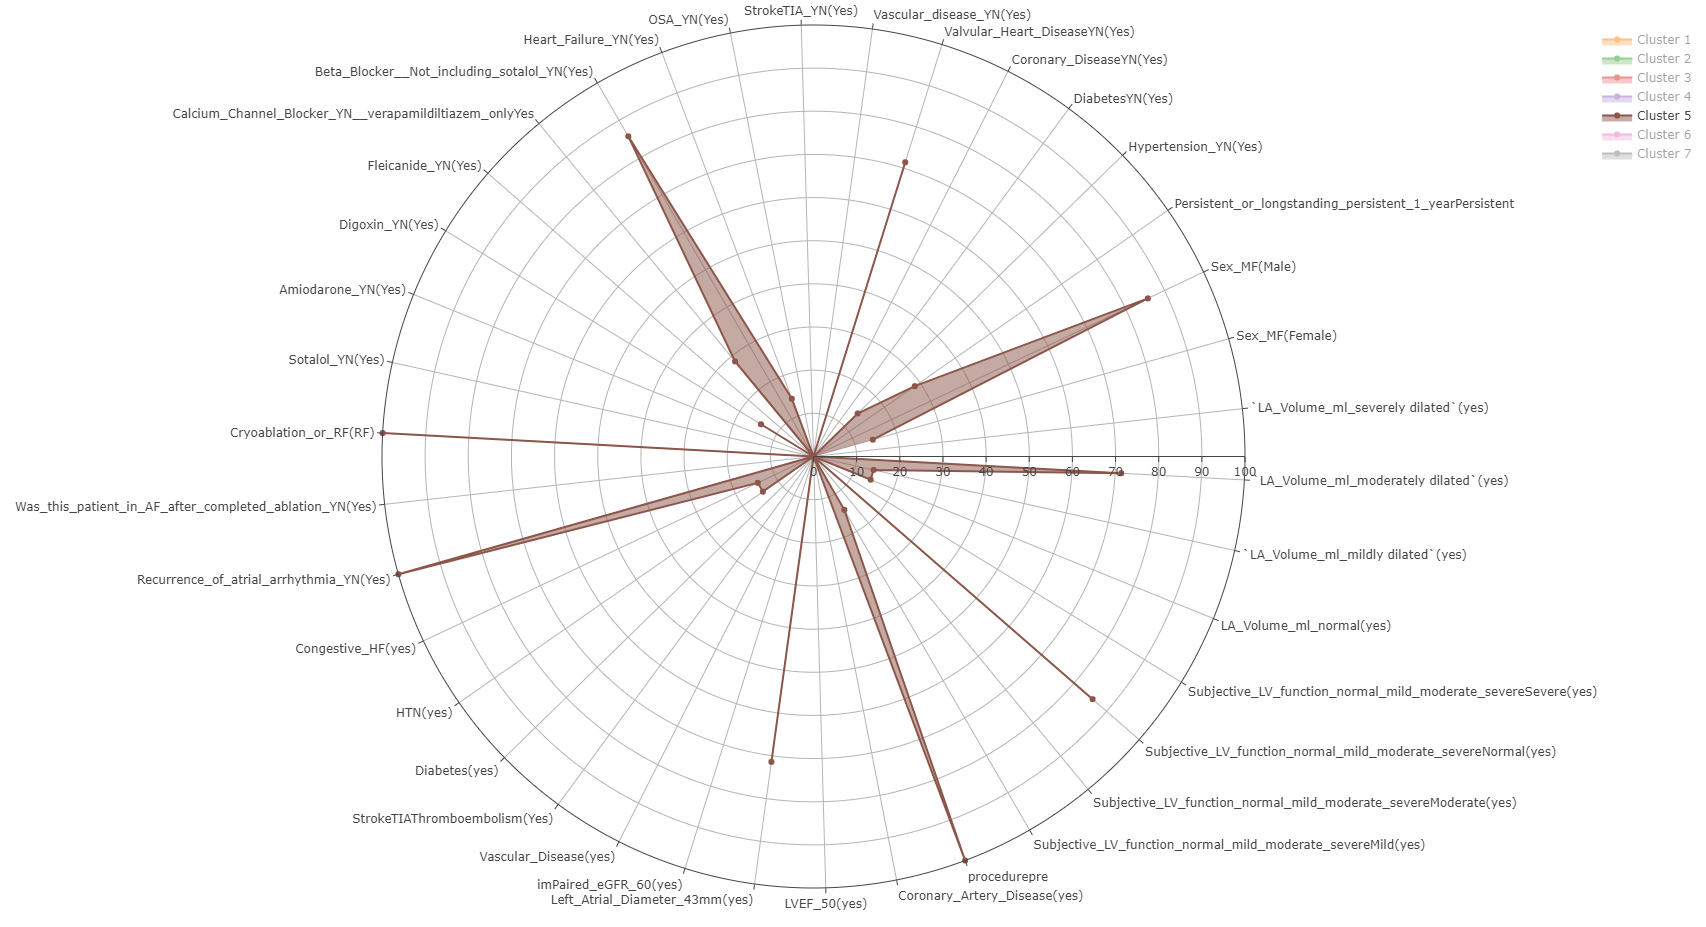 StrokeTIA_YN(Yes)
Vascular_disease_YN(Yes)
OSA_YN(Yes)
Valvular_Heart_DiseaseYN(Yes)
Heart_Failure_YN(Yes)
Coronary_DiseaseYN(Yes)
Beta_Blocker__Not_including_sotalol_YN(Yes)
DiabetesYN(Yes)
Calcium_Channel_Blocker_YN__verapamildiltiazem_onlyYes
Hypertension_YN(Yes)
Fleicanide_YN(Yes)
Persistent_or_longstanding_persistent_1_yearPersistent
Digoxin_YN(Yes)
Sex_MF(Male)
Amiodarone_YN(Yes)
Sex_MF(Female)
Sotalol_YN(Yes)
`LA_Volume_ml_severely dilated`(yes)
Cryoablation_or_RF(RF)
0 10 20 30 40 50 60 70 80 90 100
`LA_Volume_ml_moderately dilated`(yes)
Was_this_patient_in_AF_after_completed_ablation_YN(Yes)
`LA_Volume_ml_mildly dilated`(yes)
Recurrence_of_atrial_arrhythmia_YN(Yes)
LA_Volume_ml_normal(yes)
Congestive_HF(yes)
Subjective_LV_function_normal_mild_moderate_severeSevere(yes)
HTN(yes)
Subjective_LV_function_normal_mild_moderate_severeNormal(yes)
Diabetes(yes)
Subjective_LV_function_normal_mild_moderate_severeModerate(yes)
StrokeTIAThromboembolism(Yes)
Subjective_LV_function_normal_mild_moderate_severeMild(yes)
Vascular_Disease(yes)
procedurepre
imPaired_eGFR_60(yes)
Coronary_Artery_Disease(yes)
Left_Atrial_Diameter_43mm(yes)
LVEF_50(yes)
Cluster 1
Cluster 2
Cluster 3
Cluster 4
Cluster 5
Cluster 6
Cluster 7